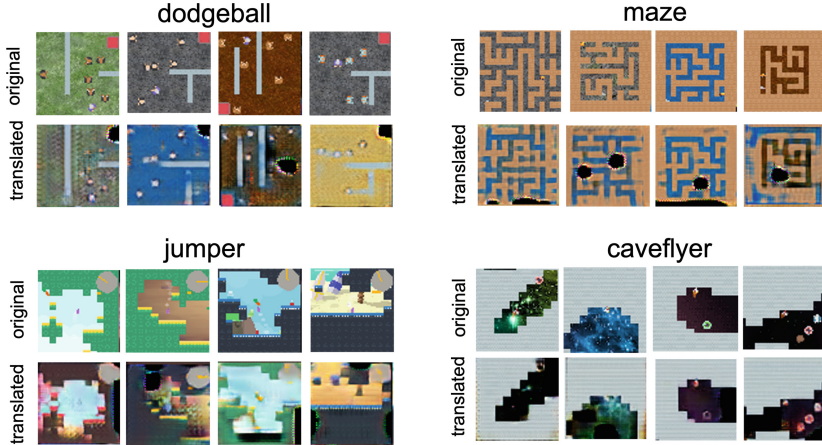 dodgeball
original
translated
maze
original
translated
jumper
original
translated
caveflyer
original
translated